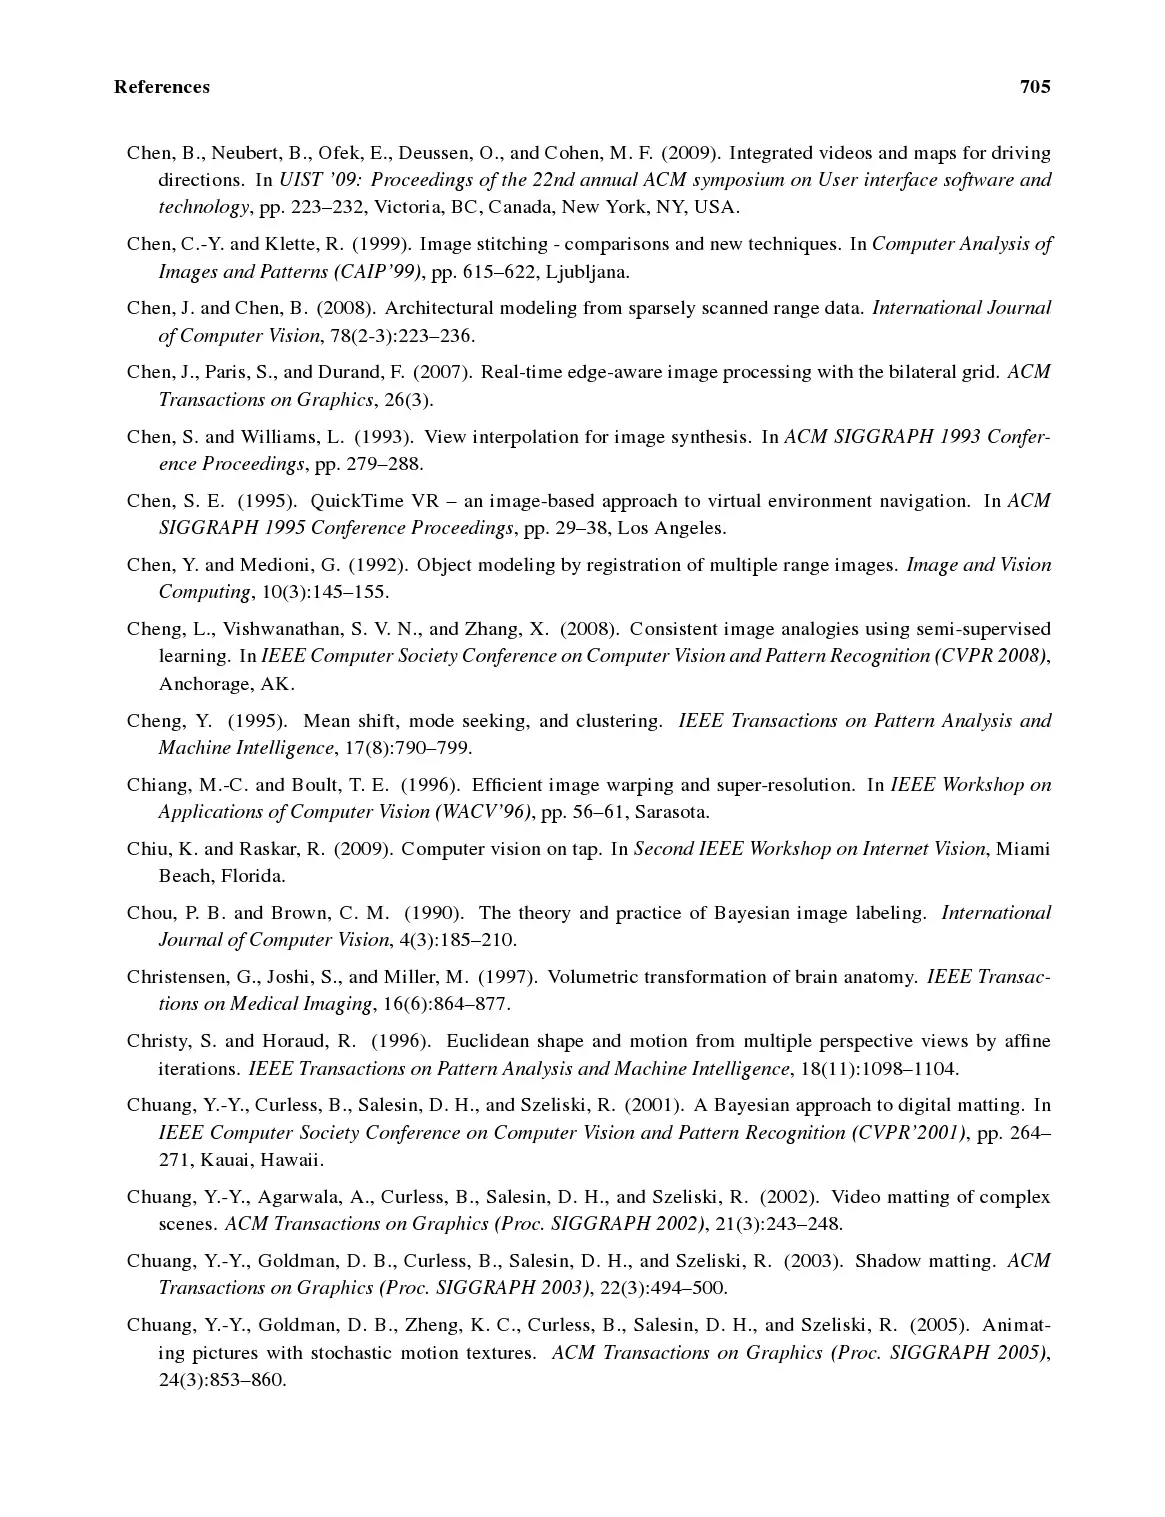 References 705
Chen, B., Neubert, B., Ofek, E., Deussen, O., and Cohen, M. F. (2009). Integrated videos and maps for driving
directions. In UIST ’09: Proceedings of the 22nd annual ACM symposium on User interface software and
technology, pp. 223–232, Victoria, BC, Canada, New York, NY, USA.
Chen, C.-Y. and Klette, R. (1999). Image stitching - comparisons and new techniques. In Computer Analysis of
Images and Patterns (CAIP’99), pp. 615–622, Ljubljana.
Chen, J. and Chen, B. (2008). Architectural modeling from sparsely scanned range data. International Journal
of Computer Vision, 78(2-3):223–236.
Chen, J., Paris, S., and Durand, F. (2007). Real-time edge-aware image processing with the bilateral grid. ACM
Transactions on Graphics, 26(3).
Chen, S. and Williams, L. (1993). View interpolation for image synthesis. In ACM SIGGRAPH 1993 Confer-
ence Proceedings, pp. 279–288.
Chen, S. E. (1995). QuickTime VR – an image-based approach to virtual environment navigation. In ACM
SIGGRAPH 1995 Conference Proceedings, pp. 29–38, Los Angeles.
Chen, Y. and Medioni, G. (1992). Object modeling by registration of multiple range images. Image and Vision
Computing, 10(3):145–155.
Cheng, L., Vishwanathan, S. V. N., and Zhang, X. (2008). Consistent image analogies using semi-supervised
learning. In IEEE Computer Society Conference on Computer Vision and Pattern Recognition (CVPR 2008),
Anchorage, AK.
Cheng, Y. (1995). Mean shift, mode seeking, and clustering. IEEE Transactions on Pattern Analysis and
Machine Intelligence, 17(8):790–799.
Chiang, M.-C. and Boult, T. E. (1996). Efficient image warping and super-resolution. In IEEE Workshop on
Applications of Computer Vision (WACV’96), pp. 56–61, Sarasota.
Chiu, K. and Raskar, R. (2009). Computer vision on tap. In Second IEEE Workshop on Internet Vision, Miami
Beach, Florida.
Chou, P. B. and Brown, C. M. (1990). The theory and practice of Bayesian image labeling. International
Journal of Computer Vision, 4(3):185–210.
Christensen, G., Joshi, S., and Miller, M. (1997). Volumetric transformation of brain anatomy. IEEE Transac-
tions on Medical Imaging, 16(6):864–877.
Christy, S. and Horaud, R. (1996). Euclidean shape and motion from multiple perspective views by affine
iterations. IEEE Transactions on Pattern Analysis and Machine Intelligence, 18(11):1098–1104.
Chuang, Y.-Y., Curless, B., Salesin, D. H., and Szeliski, R. (2001). A Bayesian approach to digital matting. In
IEEE Computer Society Conference on Computer Vision and Pattern Recognition (CVPR’2001), pp. 264–
271, Kauai, Hawaii.
Chuang, Y.-Y., Agarwala, A., Curless, B., Salesin, D. H., and Szeliski, R. (2002). Video matting of complex
scenes. ACM Transactions on Graphics (Proc. SIGGRAPH 2002), 21(3):243–248.
Chuang, Y.-Y., Goldman, D. B., Curless, B., Salesin, D. H., and Szeliski, R. (2003). Shadow matting. ACM
Transactions on Graphics (Proc. SIGGRAPH 2003), 22(3):494–500.
Chuang, Y.-Y., Goldman, D. B., Zheng, K. C., Curless, B., Salesin, D. H., and Szeliski, R. (2005). Animat-
ing pictures with stochastic motion textures. ACM Transactions on Graphics (Proc. SIGGRAPH 2005),
24(3):853–860.